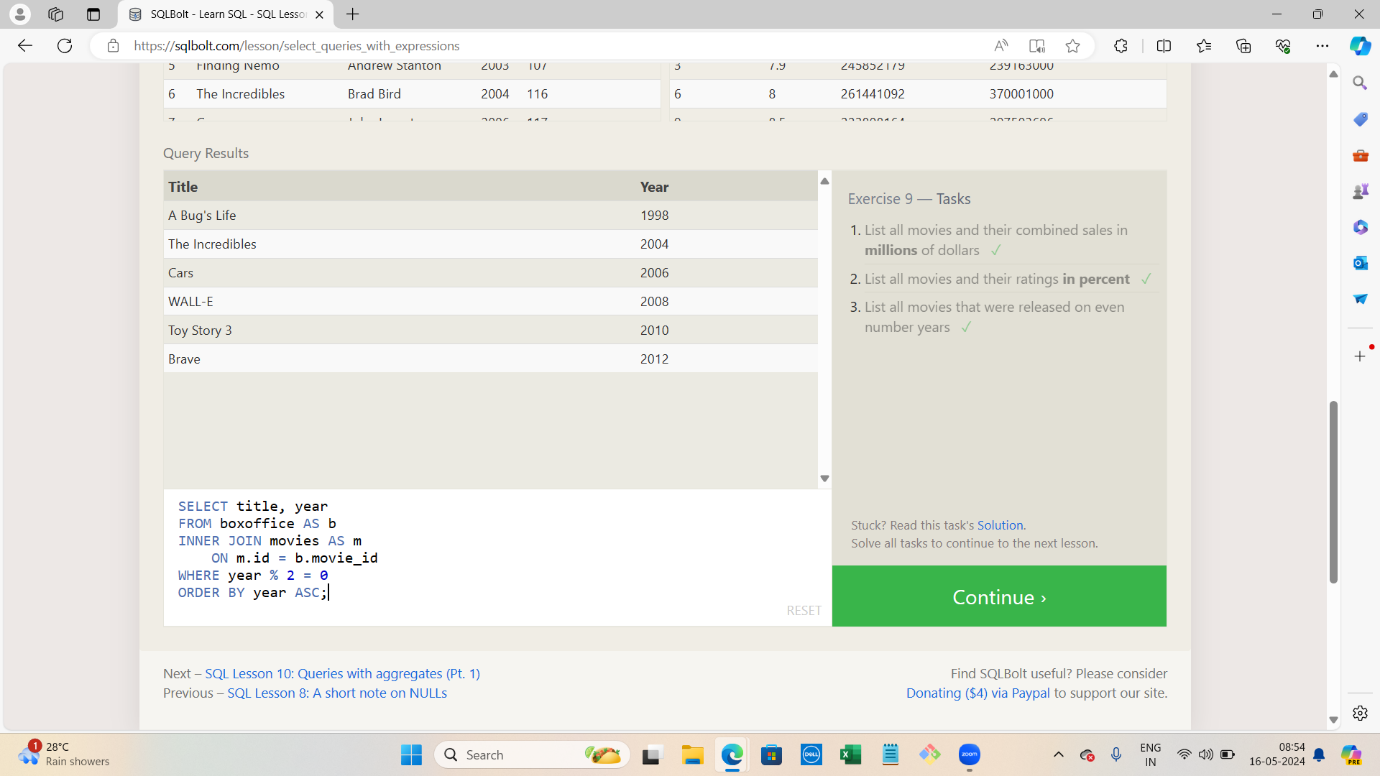 SQLBolt - Learn SQL - SQL Lesso
https://sqlbolt.com/lesson/select_queries_with_expressions
5 Finding Nemo Andrew Stanton 2003 107
3 7.9 245852179 239163000
6 The Incredibles Brad Bird 2004 116
6 8 261441092 370001000
Query Results
Title Year
A Bug's Life 1998
The Incredibles 2004
Cars 2006
WALL-E 2008
Toy Story 3 2010
Brave 2012
Exercise 9 — Tasks
1. List all movies and their combined sales in
millions of dollars ✓
2. List all movies and their ratings in percent ✓
3. List all movies that were released on even
number years ✓
Stuck? Read this task's Solution.
Solve all tasks to continue to the next lesson.
Continue ›
SELECT title, year
FROM boxoffice AS b
INNER JOIN movies AS m
ON m.id = b.movie_id
WHERE year % 2 = 0
ORDER BY year ASC;
RESET
Next – SQL Lesson 10: Queries with aggregates (Pt. 1)
Previous – SQL Lesson 8: A short note on NULLs
Find SQLBolt useful? Please consider
Donating ($4) via Paypal to support our site.
1
28°C
Rain showers
Search
DELL
zoom
ENG
IN
08:54
16-05-2024
PRE